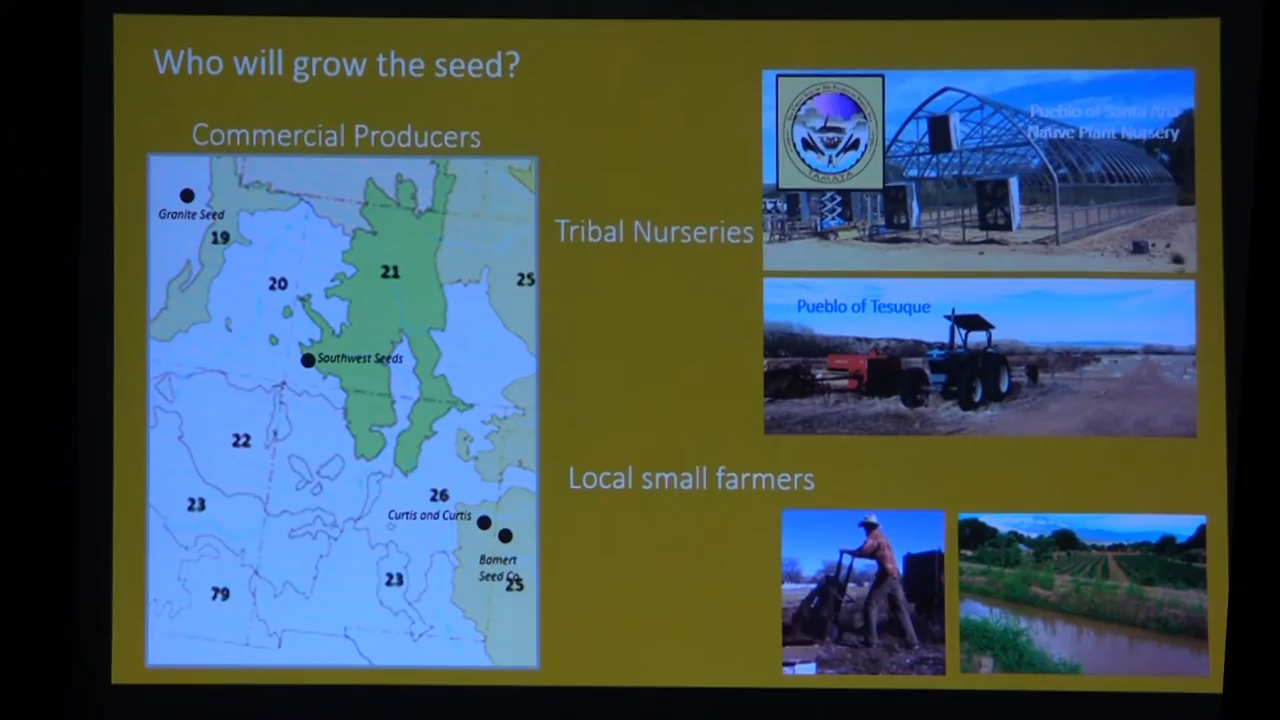 Who will grow the seed?
Commercial Producers
Granite Seed
19
20
21
25
Southwest Seeds
22
23
26
Curtis and Curtis
Bamert
Seed Co.
25
23
79
Tribal Nurseries
Pueblo of Santa Ana
Native Plant Nursery
TAMAYA
Pueblo of Tesuque
Local small farmers